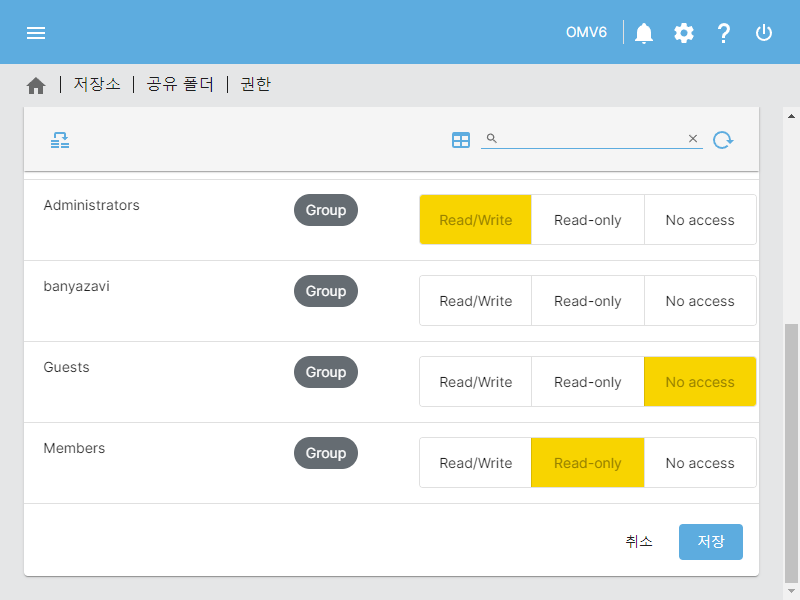 OMV6
저장소 | 공유 폴더 | 권한
Administrators Group Read/Write Read-only No access
banyazavi Group Read/Write Read-only No access
Guests Group Read/Write Read-only No access
Members Group Read/Write Read-only No access
취소 저장